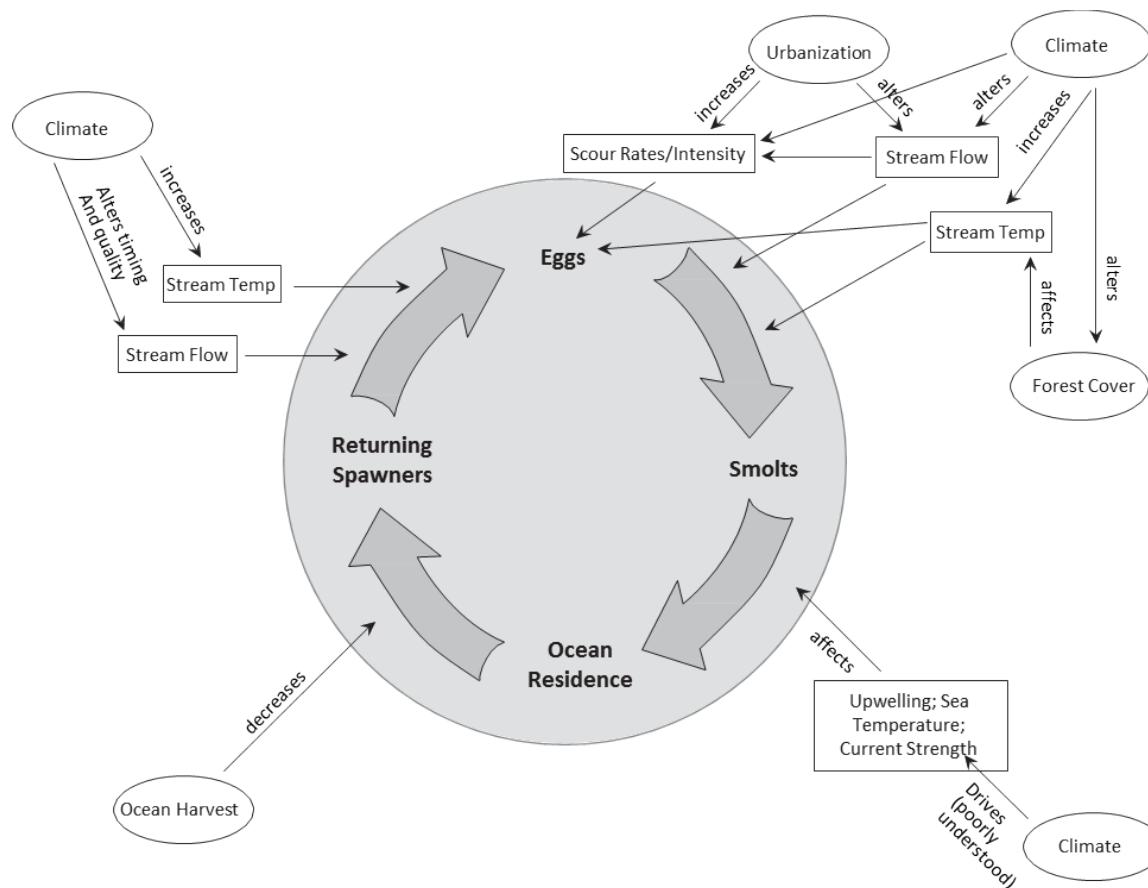 Urbanization
Climate
increases
alters
alters
increases
Scour Rates/Intensity
Stream Flow
Stream Temp
alters
affects
Forest Cover
Climate
increases
Alters timing
And quality
Stream Temp
Stream Flow
Eggs
Returning
Spawners
Smolts
Ocean
Residence
decreases
Ocean Harvest
affects
Upwelling; Sea
Temperature;
Current Strength
Drives
(poorly
understood)
Climate